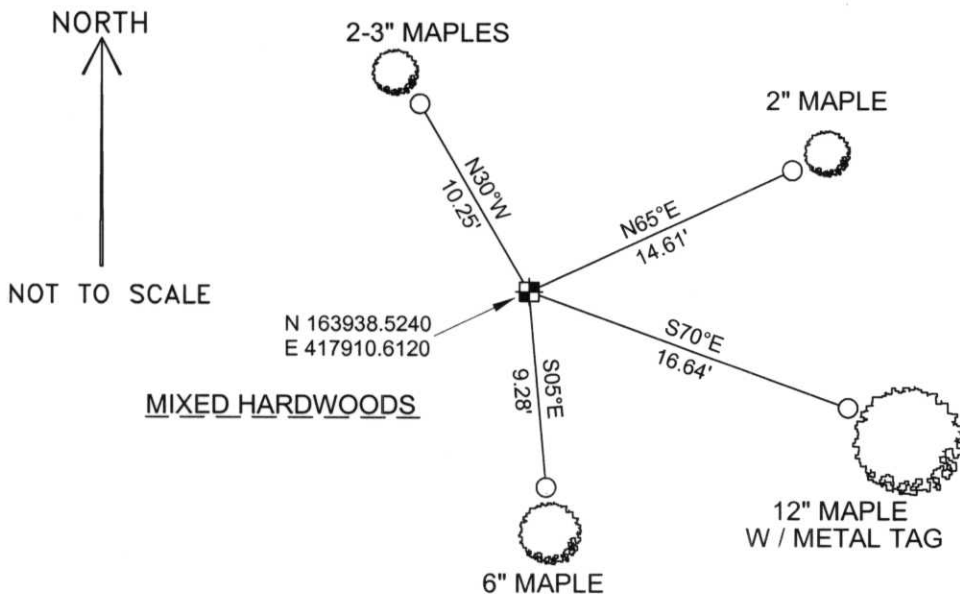 NORTH
2-3" MAPLES
2" MAPLE
N30°W
10.25'
N65°E
14.61'
NOT TO SCALE
N 163938.5240
E 417910.6120
S70°E
16.64'
S05°E
9.28'
MIXED HARDWOODS
12" MAPLE
W / METAL TAG
6" MAPLE